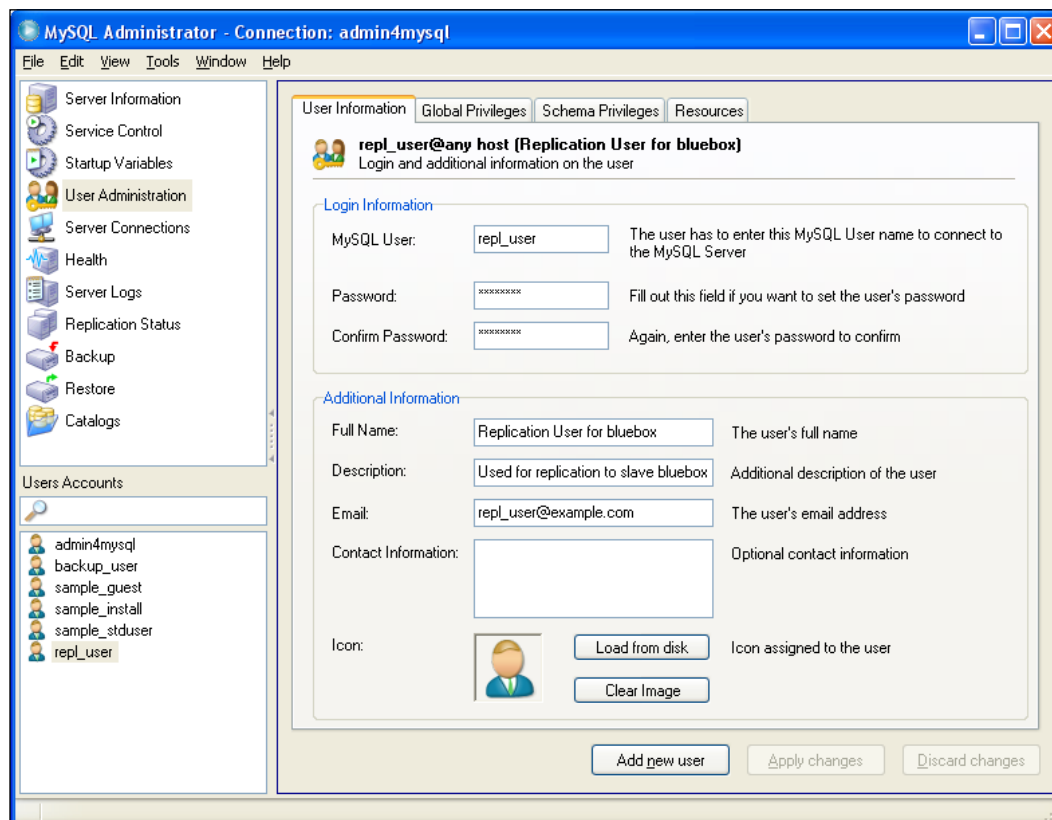 MySQL Administrator - Connection: admin4mysql
File Edit View Tools Window Help
Server Information
Service Control
Startup Variables
User Administration
Server Connections
Health
Server Logs
Replication Status
Backup
Restore
Catalogs
Users Accounts
admin4mysql
backup_user
sample_guest
sample_install
sample_stduser
repl_user
User Information Global Privileges Schema Privileges Resources
repl_user@any host (Replication User for bluebox)
Login and additional information on the user
Login Information
MySQL User: repl_user The user has to enter this MySQL User name to connect to
the MySQL Server
Password: xxxxxxxx Fill out this field if you want to set the user's password
Confirm Password: xxxxxxxx Again, enter the user's password to confirm
Additional Information
Full Name: Replication User for bluebox The user's full name
Description: Used for replication to slave bluebox Additional description of the user
Email: repl_user@example.com The user's email address
Contact Information: Optional contact information
Icon: Load from disk Icon assigned to the user
Clear Image
Add new user Apply changes Discard changes